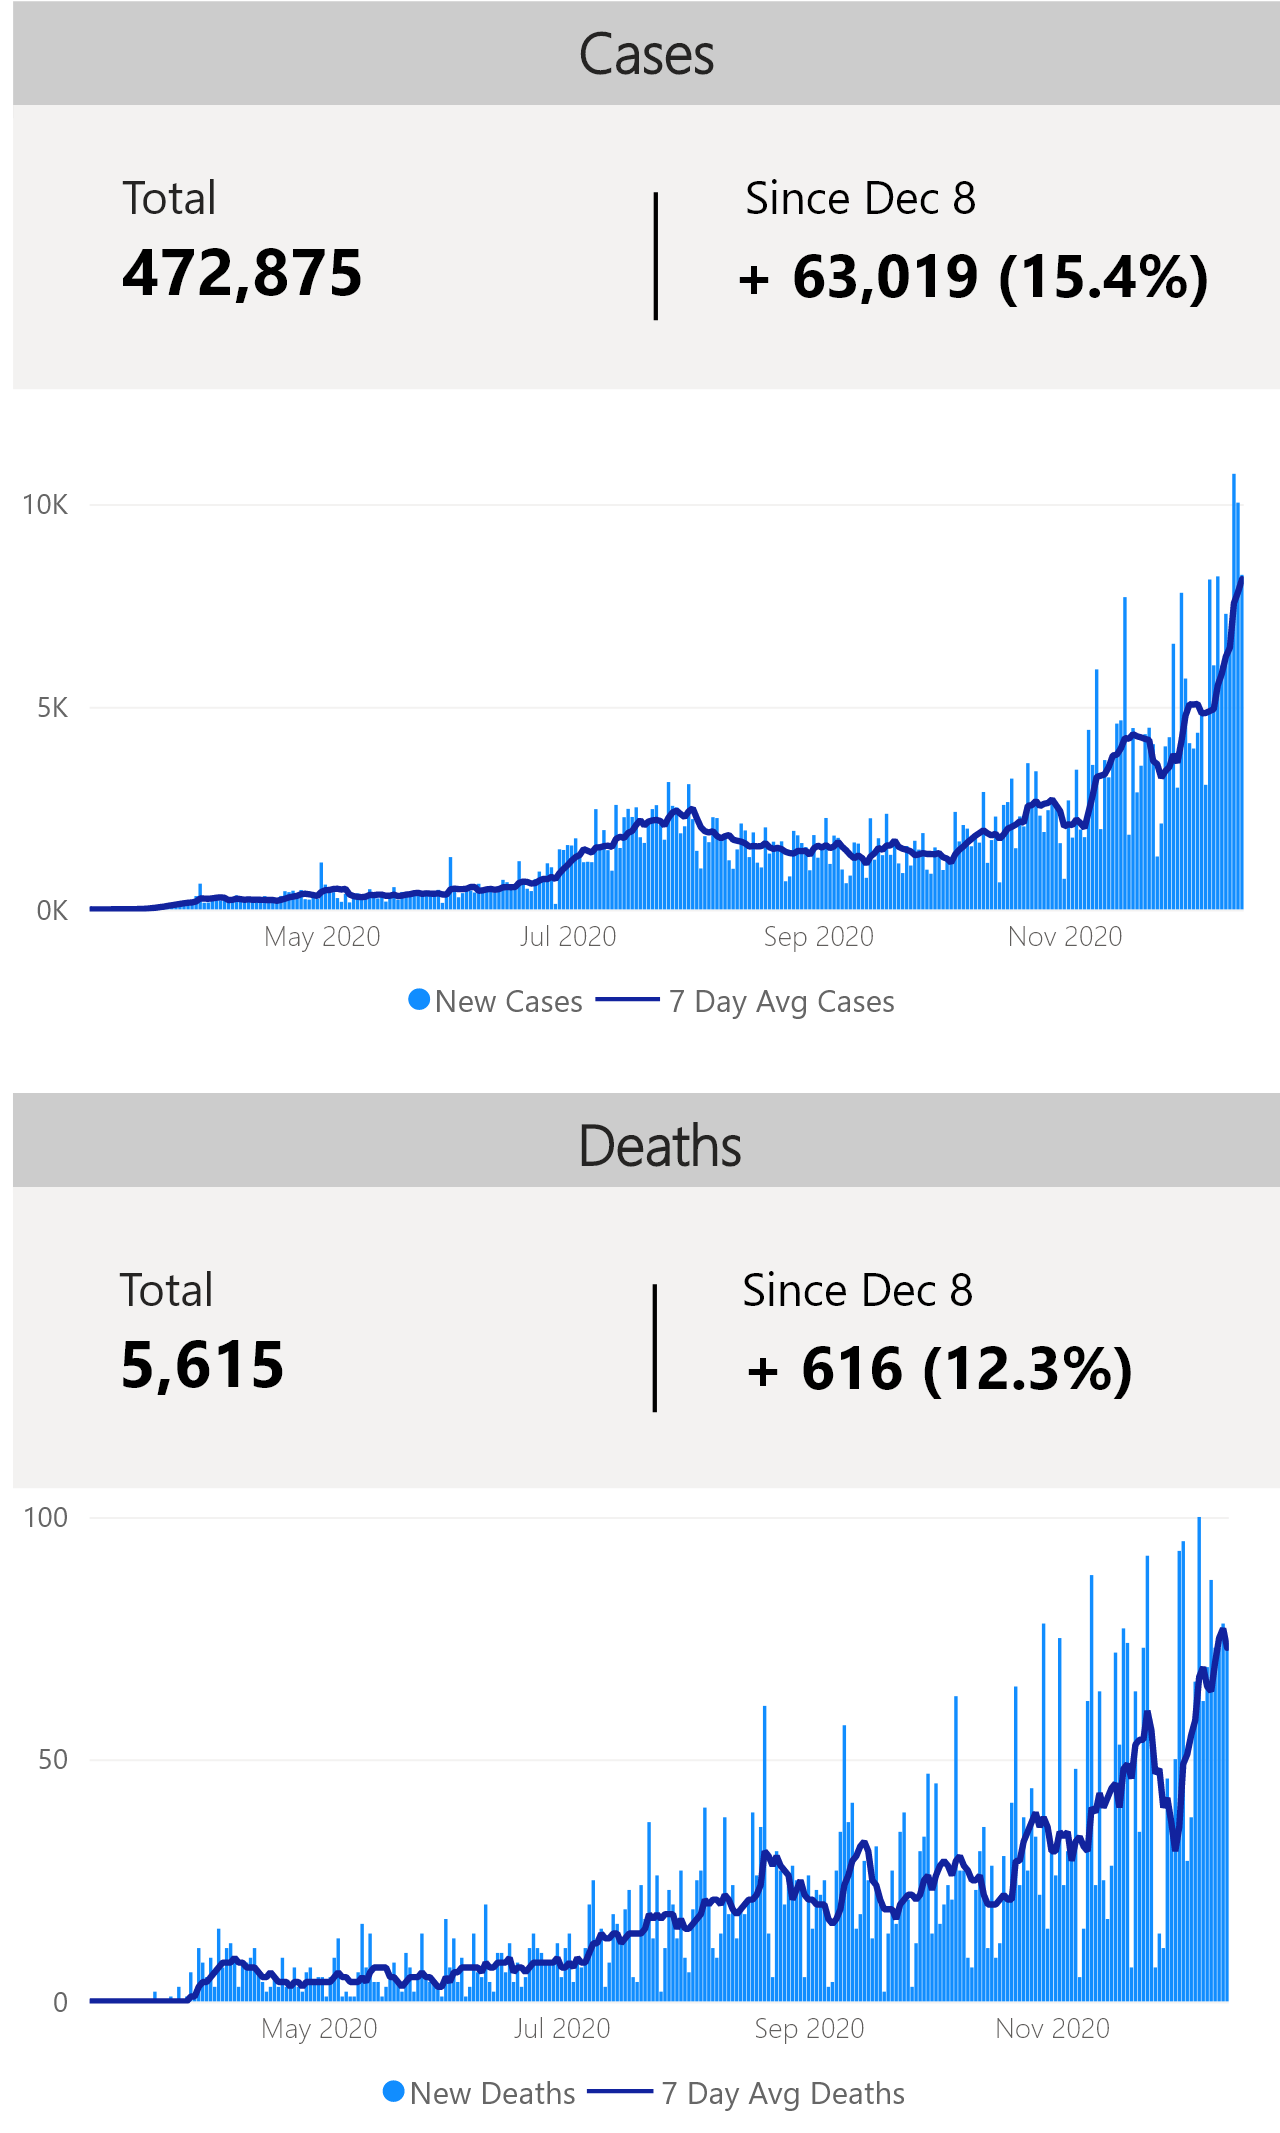 Cases
Total
Since Dec 8
472,875
+ 63,019 (15.4%)
10K
5K
0K
May 2020
Jul 2020
Sep 2020
Nov 2020
New Cases
7 Day Avg Cases
Deaths
Total
Since Dec 8
5,615
+ 616 (12.3%)
100
50
0
May 2020
Jul 2020
Sep 2020
Nov 2020
New Deaths
7 Day Avg Deaths